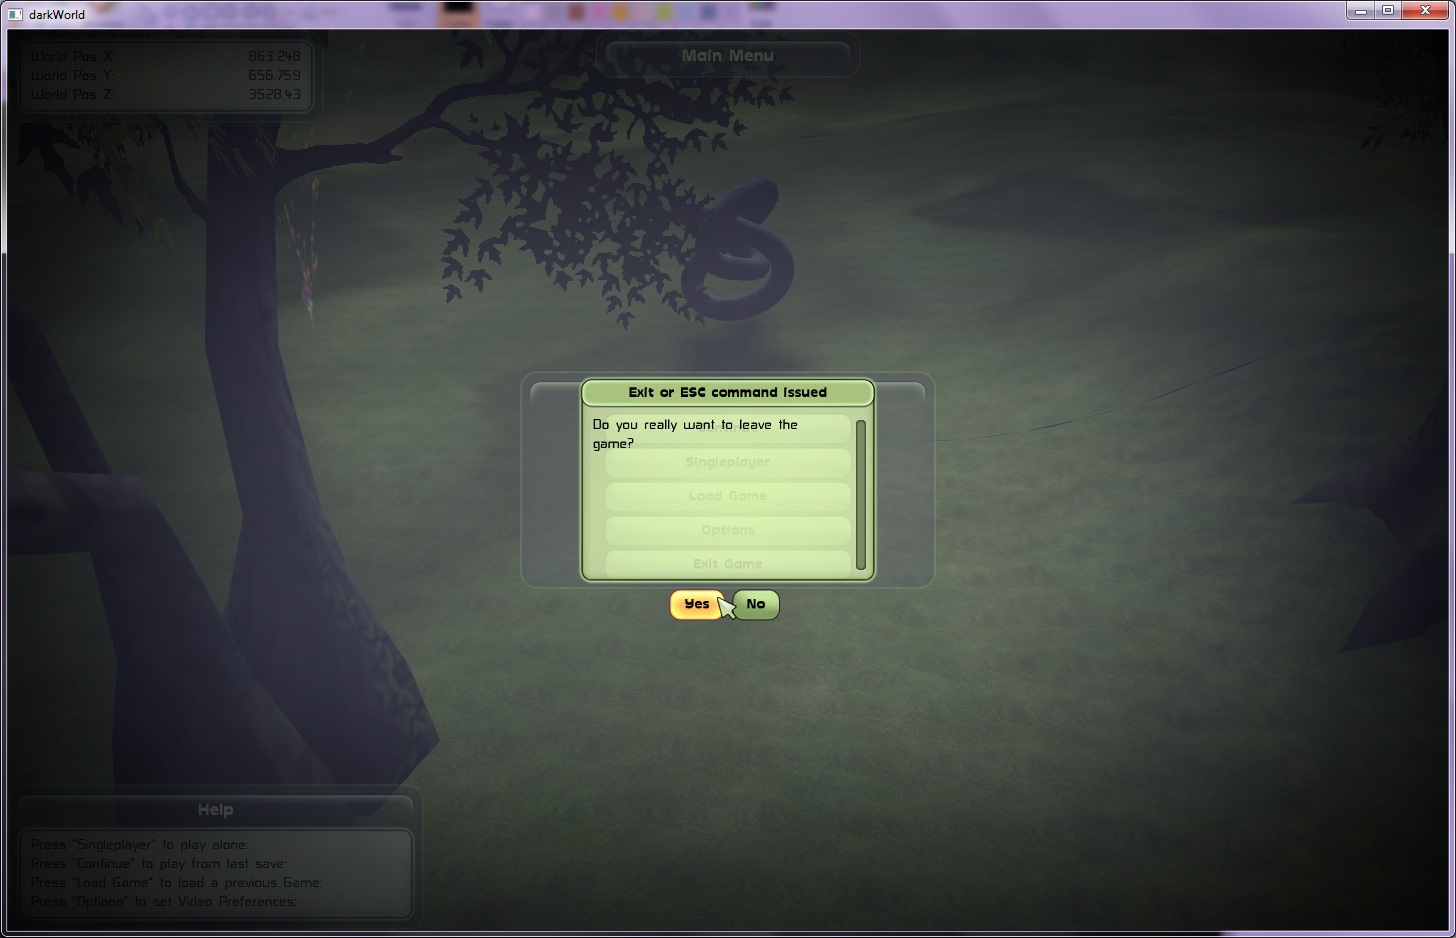 darkWorld
World Pos X: 863.248
World Pos Y: 656.759
World Pos Z: 3528.43
Main Menu
Exit or ESC command issued
Do you really want to leave the
game?
Singleplayer
Load Game
Options
Exit Game
Yes
No
Help
Press "Singleplayer" to play alone:
Press "Continue" to play from last save:
Press "Load Game" to load a previous Game:
Press "Options" to set Video Preferences: